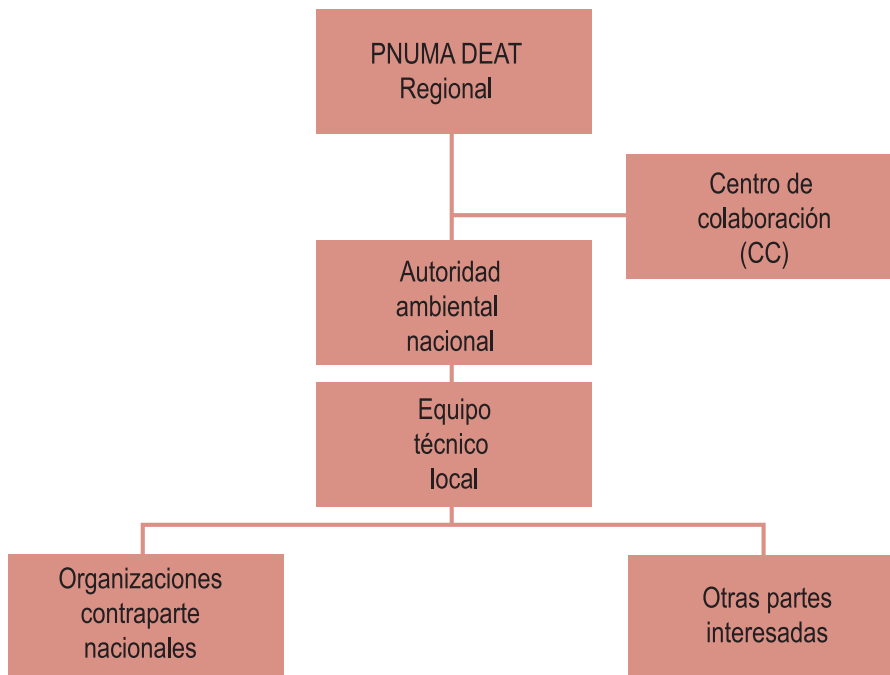 PNUMA DEAT
Regional
Centro de
colaboración
(CC)
Autoridad
ambiental
nacional
Equipo
técnico
local
Organizaciones
contraparte
nacionales
Otras partes
interesadas